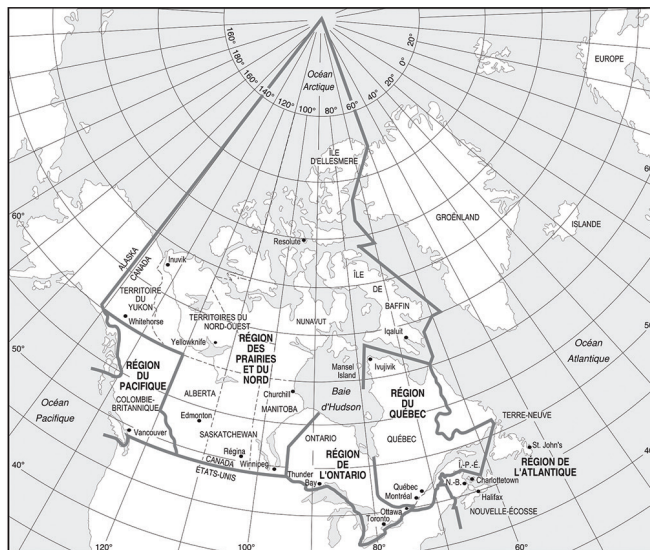 160°
180°
160°
140°
120°
100°
80°
60°
40°
20°
0°
20°
Océan
Arctique
EUROPE
ÎLE
D'ELLESMERE
GROËNLAND
ISLANDE
60°
60°
Resolute
Inuvik
ALASKA
CANADA
TERRITOIRE
DU
YUKON
Whitehorse
TERRITOIRES DU
NORD-OUEST
NUNAVUT
ÎLE
DE
BAFFIN
Iqaluit
Yellowknife
RÉGION
DES
PRAIRIES
ET DU
NORD
Mansel
Island
Ivujivik
50°
50°
Océan
Atlantique
RÉGION
DU
PACIFIQUE
COLOMBIE-
BRITANNIQUE
ALBERTA
Churchill
MANITOBA
Baie
d'Hudson
RÉGION
DU
QUÉBEC
TERRE-NEUVE
Océan
Pacifique
Edmonton
Vancouver
SASKATCHEWAN
Régina
Winnipeg
CANADA
ÉTATS-UNIS
ONTARIO
RÉGION
DE
L'ONTARIO
Thunder
Bay
QUÉBEC
Québec
Montréal
Ottawa
Toronto
St. John's
RÉGION DE
L'ATLANTIQUE
Î.-P.-É.
N.-B.
Charlottetown
Halifax
NOUVELLE-ÉCOSSE
40°
40°
120°
100°
80°
60°